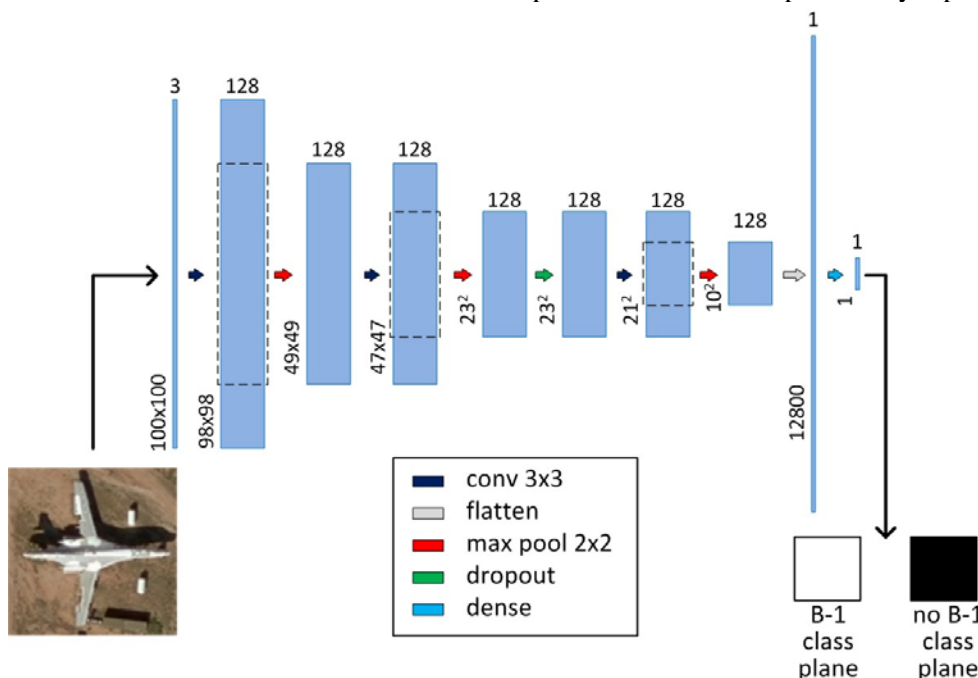 3
128
128
128
128
128
128
128
1
1
100x100
98x98
49x49
47x47
23²
23²
21²
10²
12800
1
conv 3x3
flatten
max pool 2x2
dropout
dense
B-1
class
plane
no B-1
class
plane